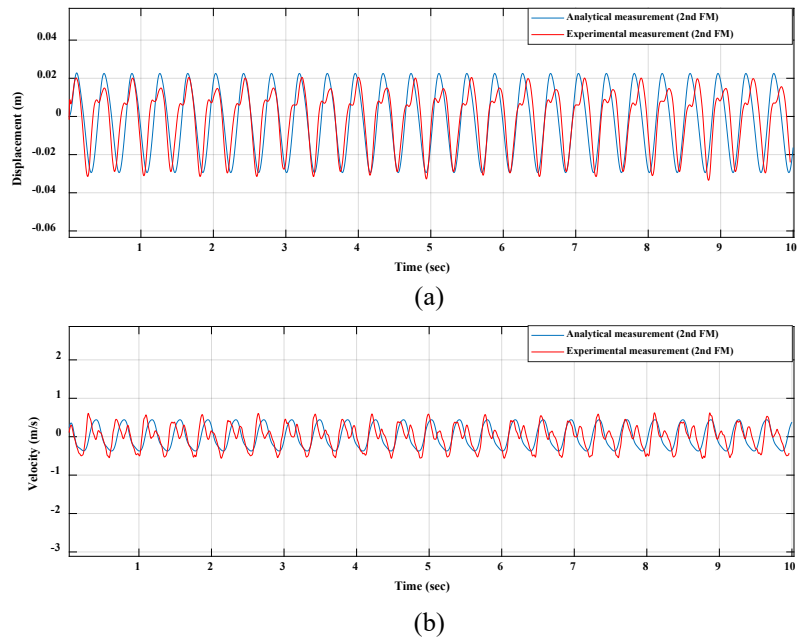 Analytical measurement (2nd FM)
Experimental measurement (2nd FM)
0.04
0.02
0
-0.02
-0.04
-0.06
Displacement (m)
1 2 3 4 5 6 7 8 9 10
Time (sec)
(a)
Analytical measurement (2nd FM)
Experimental measurement (2nd FM)
2
1
0
-1
-2
-3
Velocity (m/s)
1 2 3 4 5 6 7 8 9 10
Time (sec)
(b)